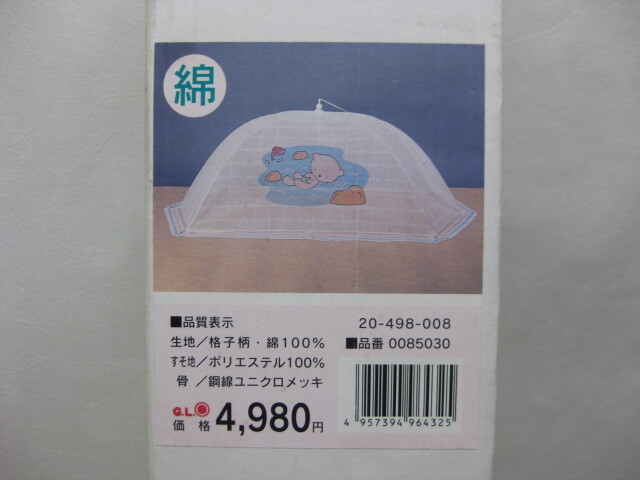 綿
■品質表示 20-498-008
生地/格子柄・綿100% ■品番 0085030
すそ地/ポリエステル100%
骨 /鋼線ユニクロメッキ
G.L.
価格 4,980円
4 957394 964325